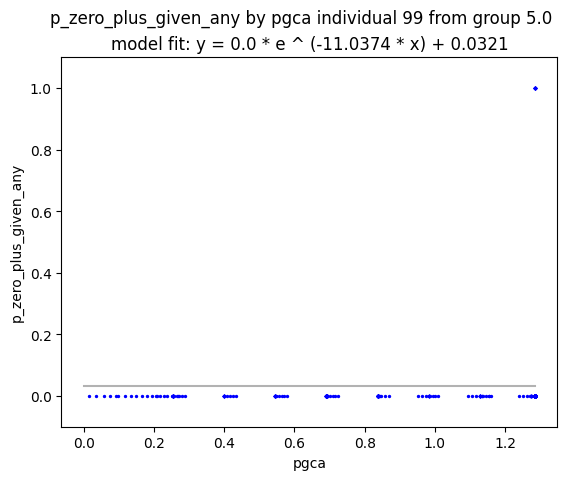 p_zero_plus_given_any by pgca individual 99 from group 5.0
model fit: y = 0.0 * e ^ (-11.0374 * x) + 0.0321
1.0
0.8
0.6
0.4
0.2
0.0
p_zero_plus_given_any
0.0 0.2 0.4 0.6 0.8 1.0 1.2
pgca